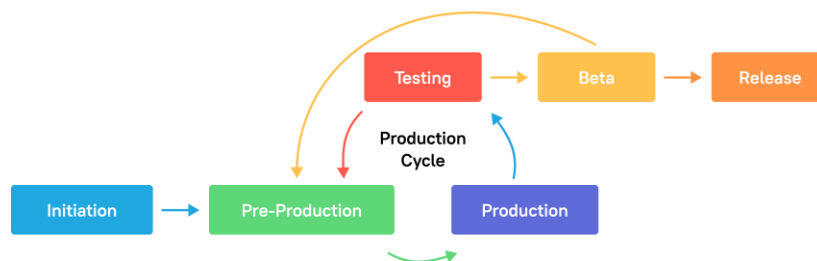 Testing
Beta
Release
Production
Cycle
Initiation
Pre-Production
Production